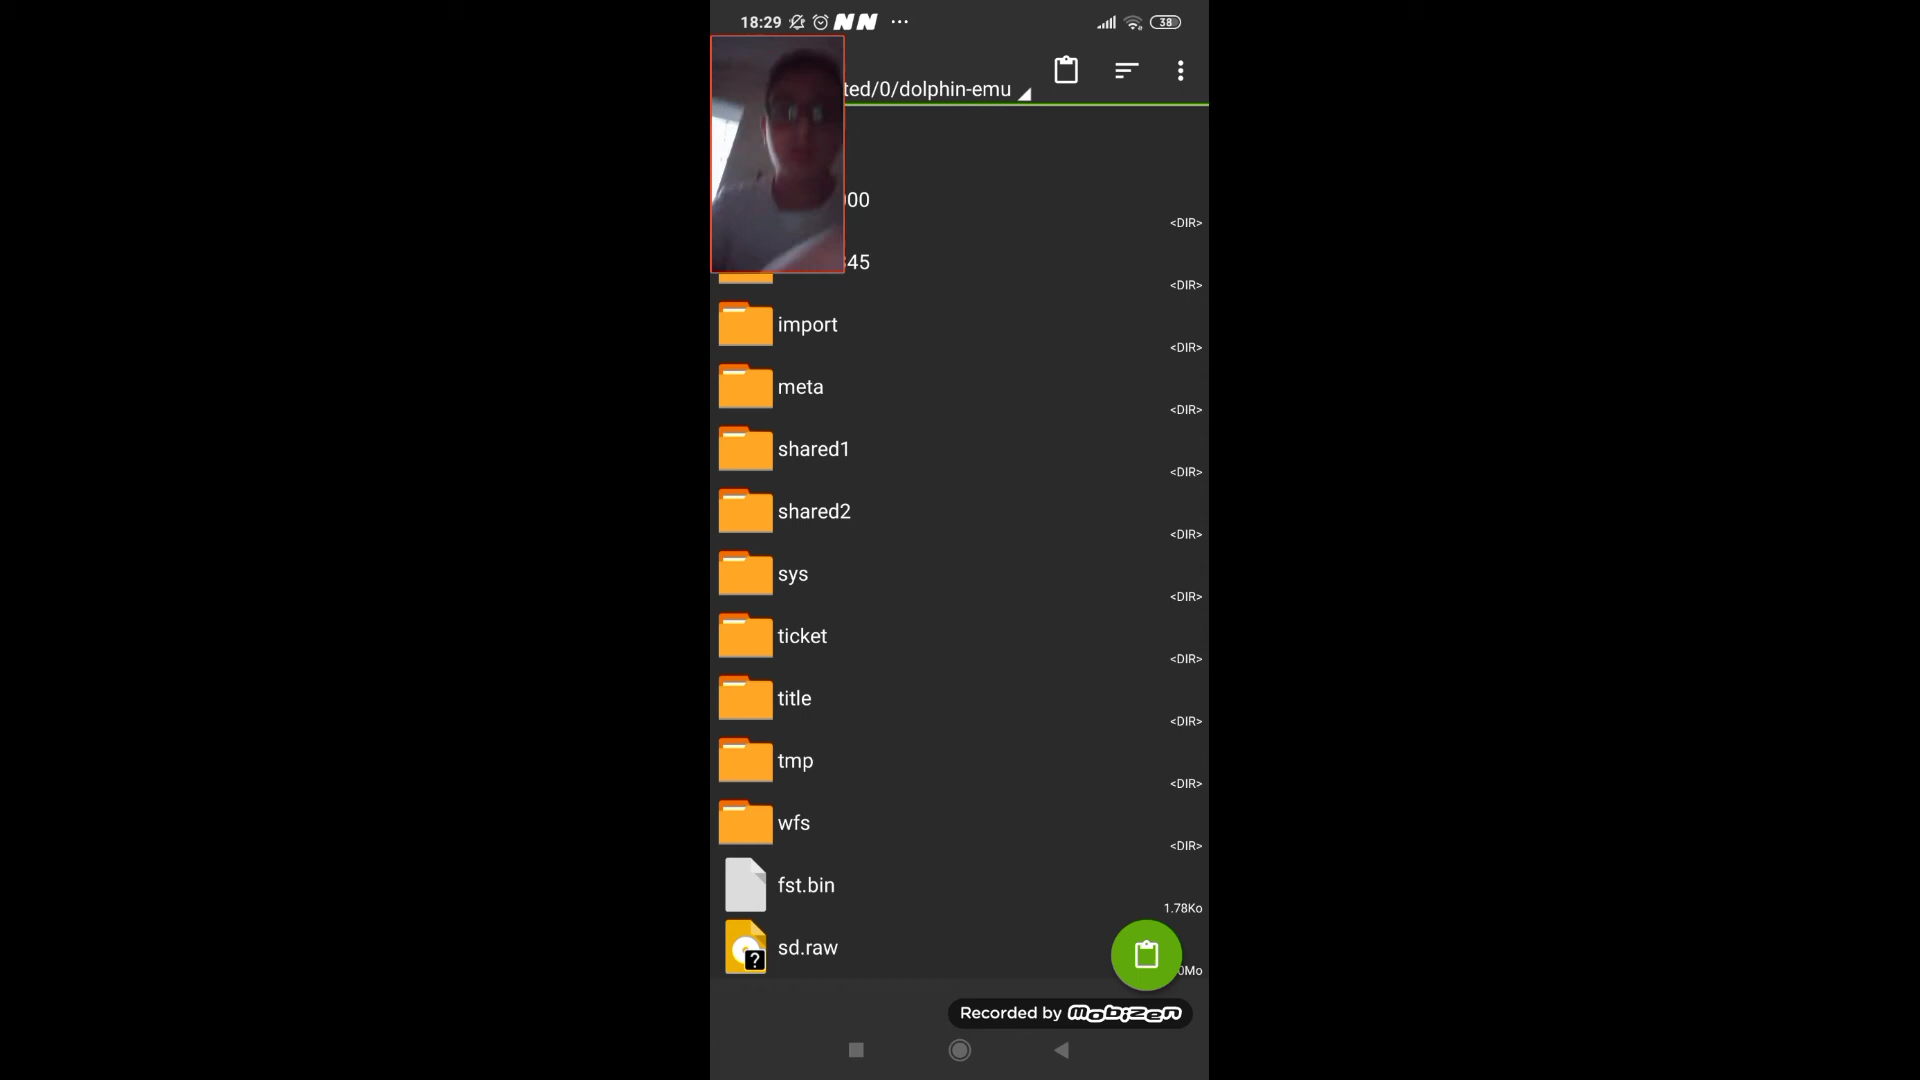 18:29 NN ... 38
ted/0/dolphin-emu
00
<DIR>
45
<DIR>
import
<DIR>
meta
<DIR>
shared1
<DIR>
shared2
<DIR>
sys
<DIR>
ticket
<DIR>
title
<DIR>
tmp
<DIR>
wfs
<DIR>
fst.bin
1.78Ko
sd.raw
0Mo
Recorded by mobizen